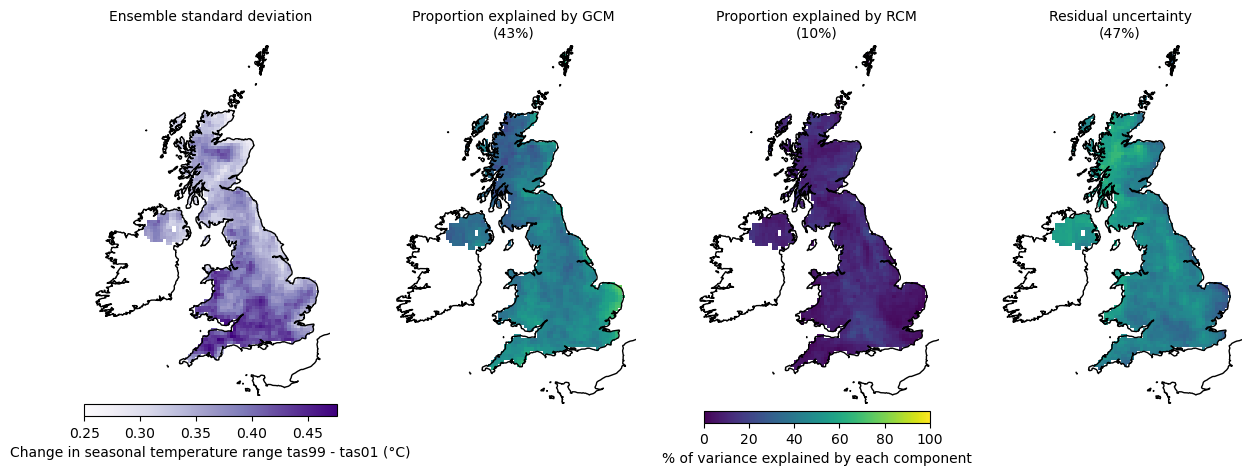 Ensemble standard deviation
Proportion explained by GCM
(43%)
Proportion explained by RCM
(10%)
Residual uncertainty
(47%)
0.25 0.30 0.35 0.40 0.45
Change in seasonal temperature range tas99 - tas01 (°C)
0 20 40 60 80 100
% of variance explained by each component